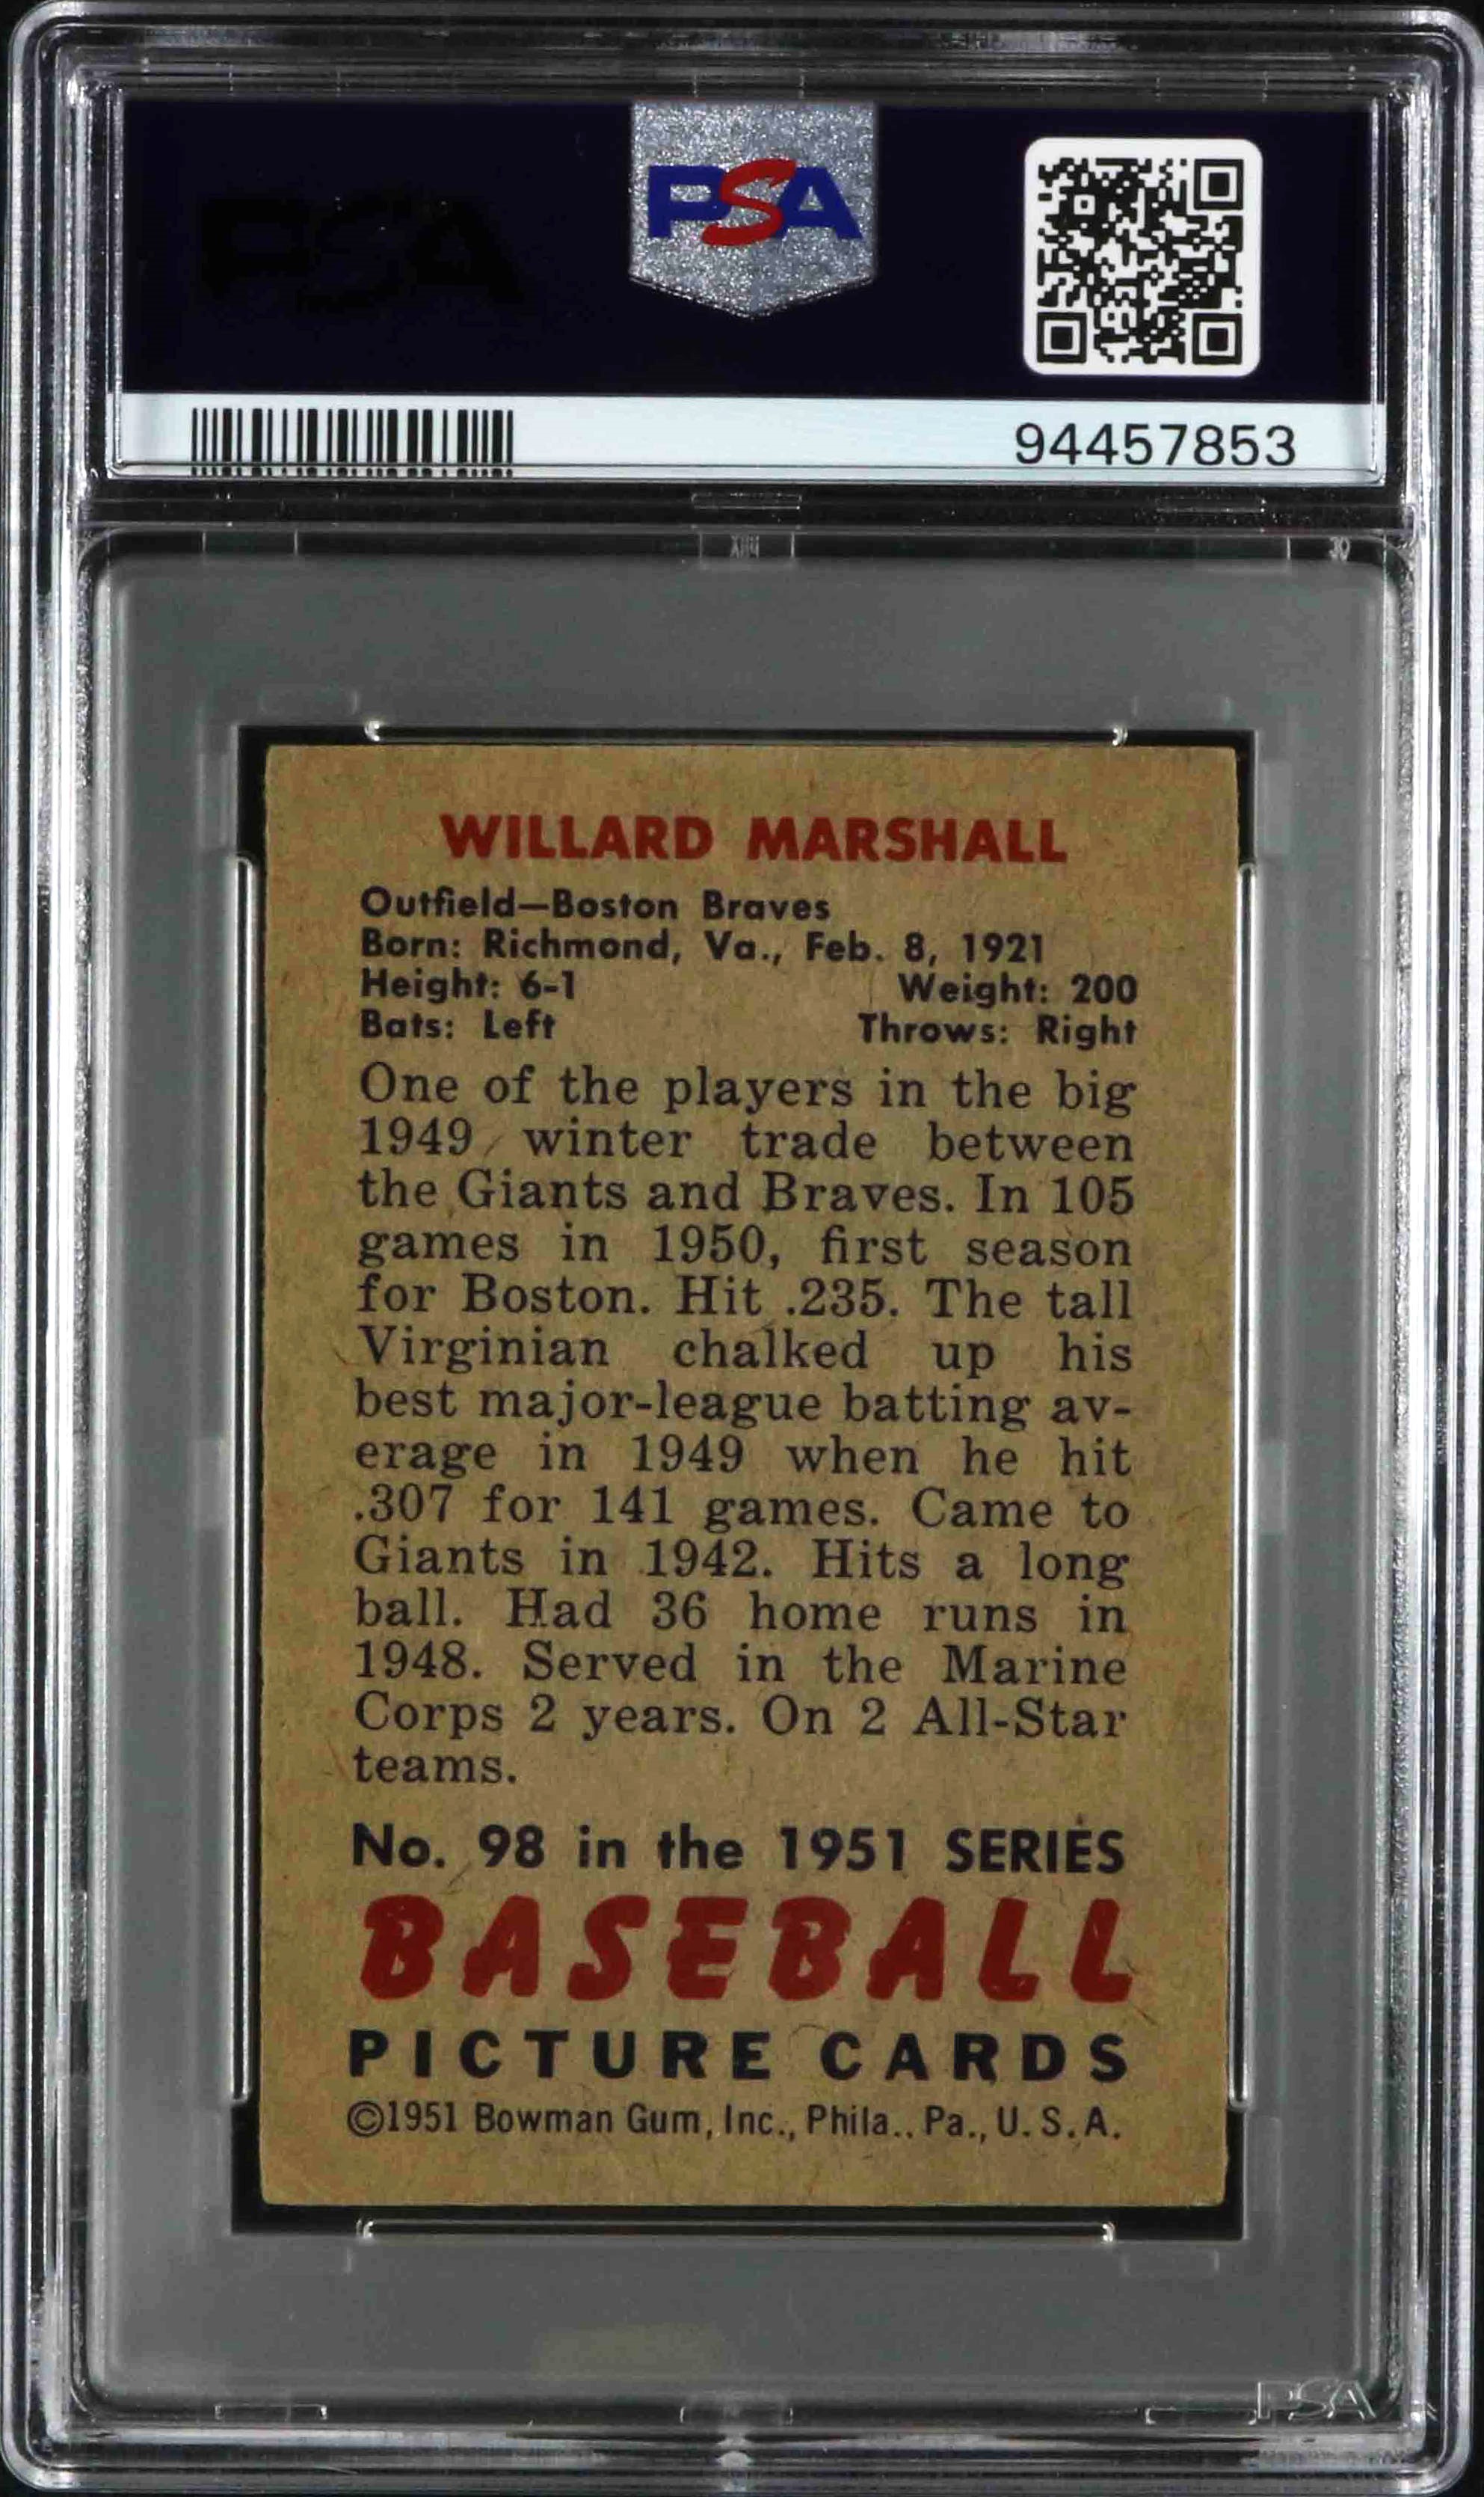 PSA
PSA
94457853
WILLARD MARSHALL
Outfield—Boston Braves
Born: Richmond, Va., Feb. 8, 1921
Height: 6-1 Weight: 200
Bats: Left Throws: Right
One of the players in the big
1949 winter trade between
the Giants and Braves. In 105
games in 1950, first season
for Boston. Hit .235. The tall
Virginian chalked up his
best major-league batting av-
erage in 1949 when he hit
.307 for 141 games. Came to
Giants in 1942. Hits a long
ball. Had 36 home runs in
1948. Served in the Marine
Corps 2 years. On 2 All-Star
teams.
No. 98 in the 1951 SERIES
BASEBALL
PICTURE CARDS
©1951 Bowman Gum, Inc., Phila., Pa., U.S.A.
PSA